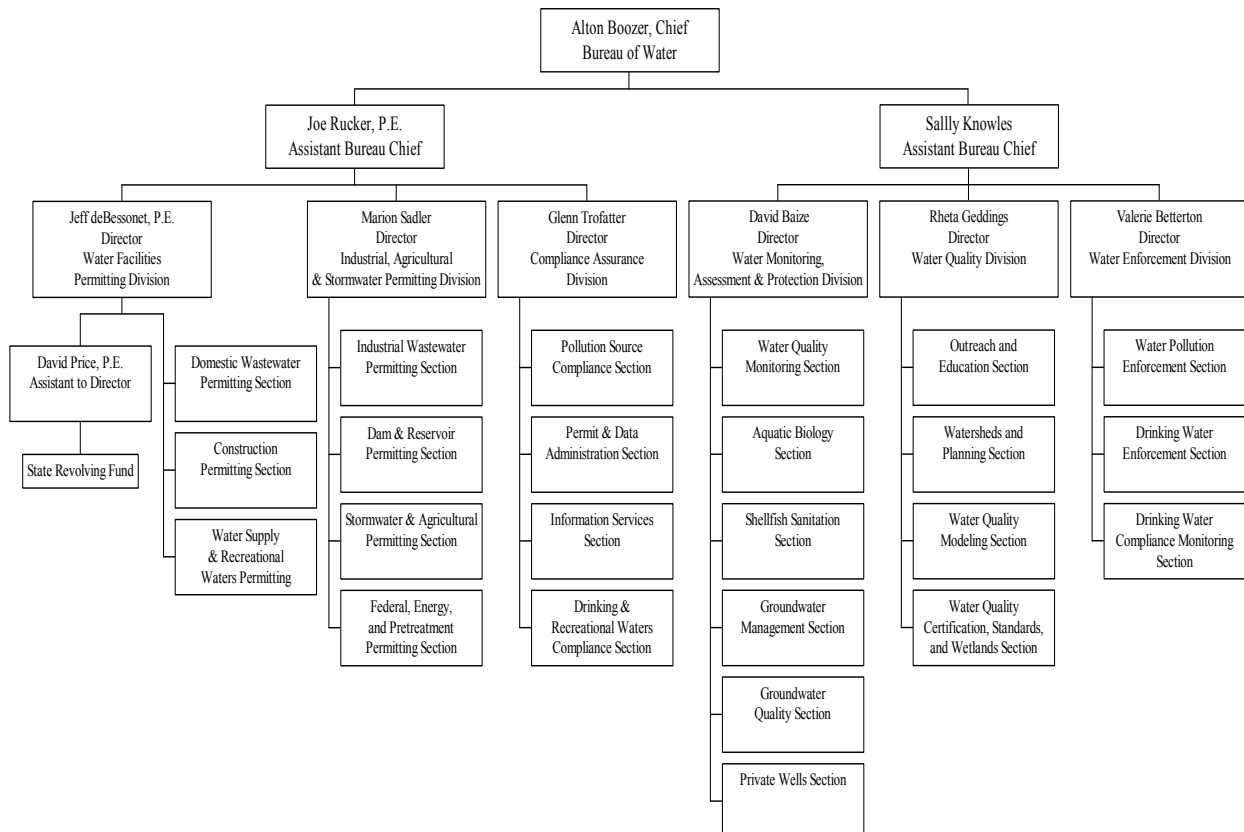 Alton Boozer, Chief
Bureau of Water
Joe Rucker, P.E.
Assistant Bureau Chief
Sallly Knowles
Assistant Bureau Chief
Jeff deBessonet, P.E.
Director
Water Facilities
Permitting Division
Marion Sadler
Director
Industrial, Agricultural
& Stormwater Permitting Division
Glenn Trofatter
Director
Compliance Assurance
Division
David Baize
Director
Water Monitoring,
Assessment & Protection Division
Rheta Geddings
Director
Water Quality Division
Valerie Betterton
Director
Water Enforcement Division
David Price, P.E.
Assistant to Director
State Revolving Fund
Domestic Wastewater
Permitting Section
Construction
Permitting Section
Water Supply
& Recreational
Waters Permitting
Industrial Wastewater
Permitting Section
Dam & Reservoir
Permitting Section
Stormwater & Agricultural
Permitting Section
Federal, Energy,
and Pretreatment
Permitting Section
Pollution Source
Compliance Section
Permit & Data
Administration Section
Information Services
Section
Drinking &
Recreational Waters
Compliance Section
Water Quality
Monitoring Section
Aquatic Biology
Section
Shellfish Sanitation
Section
Groundwater
Management Section
Groundwater
Quality Section
Private Wells Section
Outreach and
Education Section
Watersheds and
Planning Section
Water Quality
Modeling Section
Water Quality
Certification, Standards,
and Wetlands Section
Water Pollution
Enforcement Section
Drinking Water
Enforcement Section
Drinking Water
Compliance Monitoring
Section